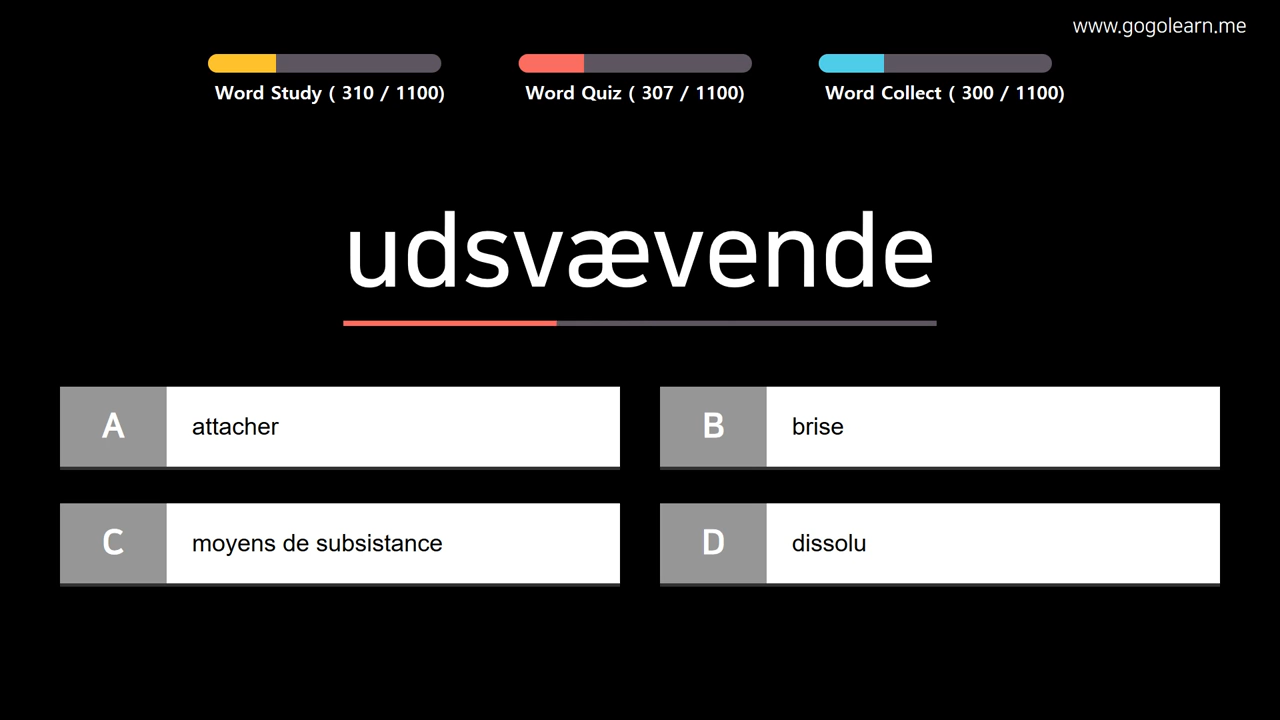 www.gogolearn.me
Word Study ( 310 / 1100)
Word Quiz ( 307 / 1100)
Word Collect ( 300 / 1100)
udsvævende
A
attacher
B
brise
C
moyens de subsistance
D
dissolu